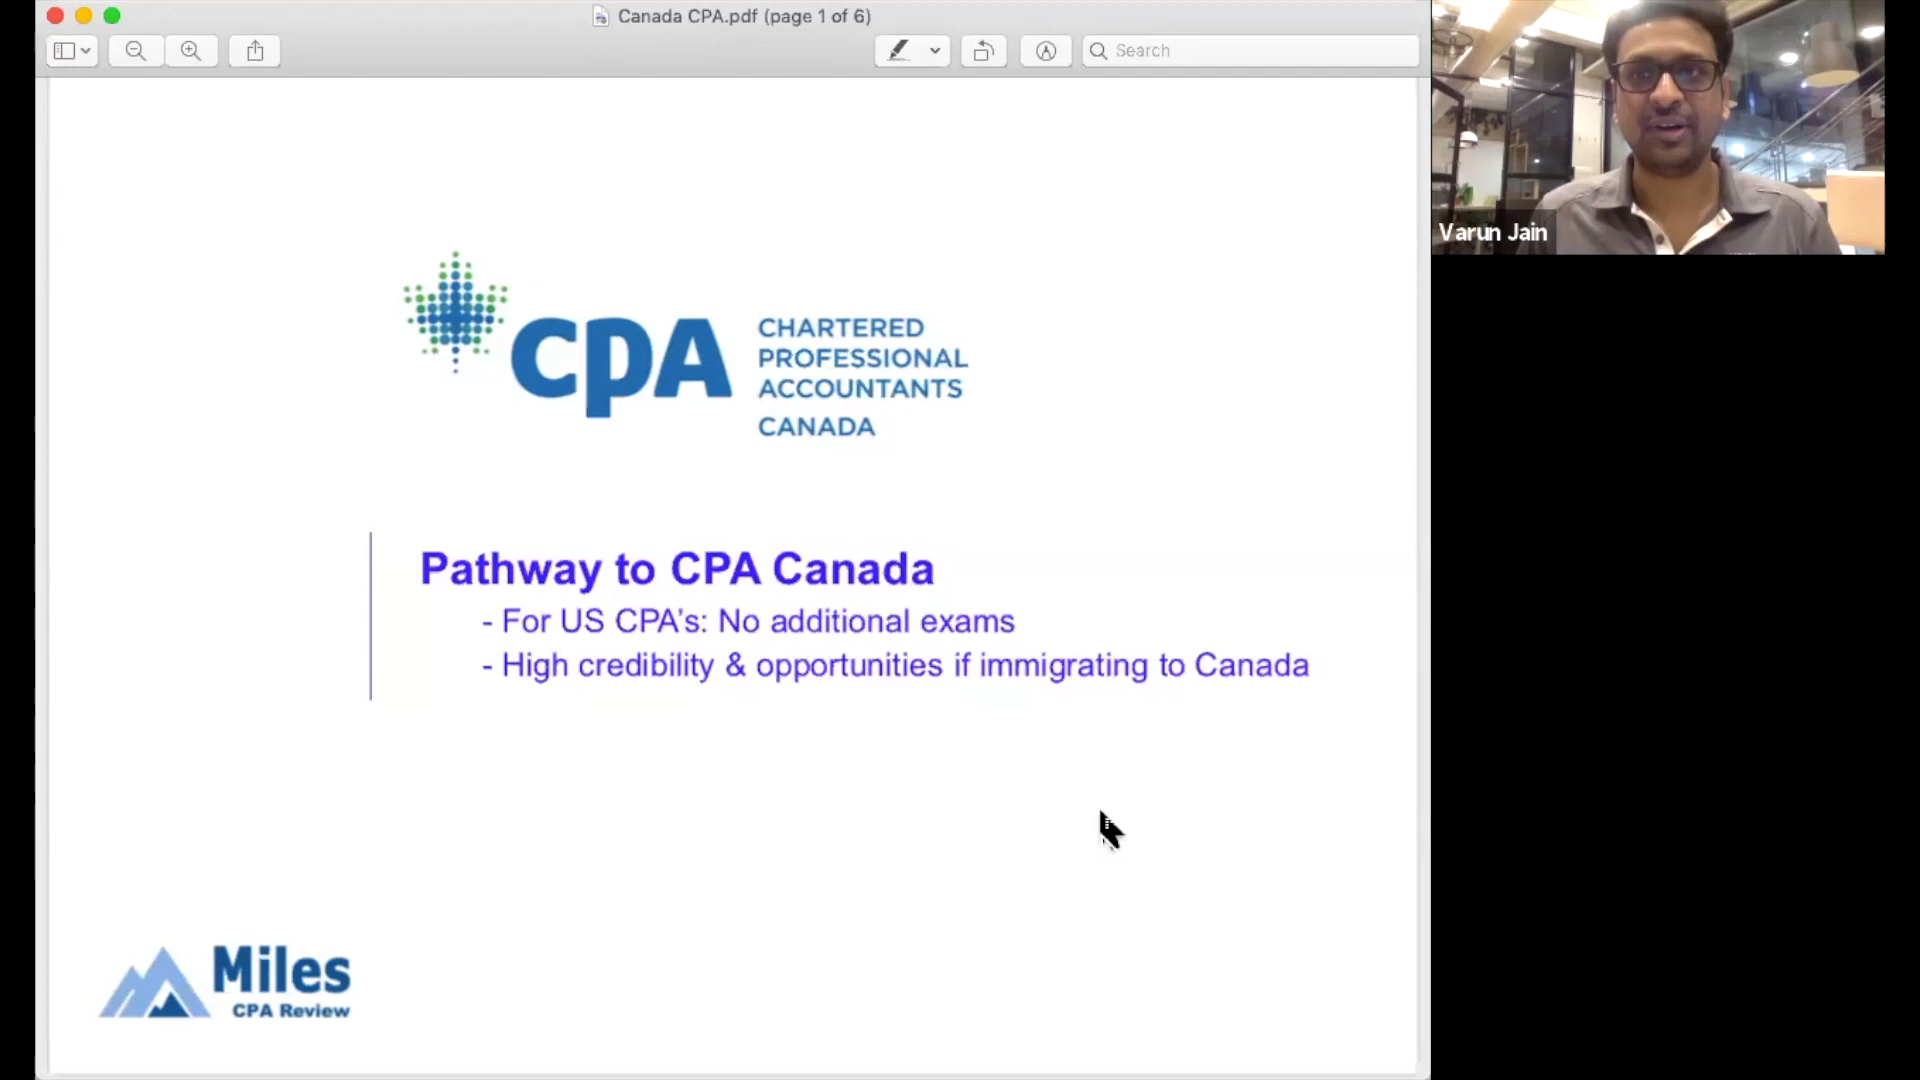 Canada CPA.pdf (page 1 of 6)
Search
Varun Jain
CPA
CHARTERED
PROFESSIONAL
ACCOUNTANTS
CANADA
Pathway to CPA Canada
- For US CPA's: No additional exams
- High credibility & opportunities if immigrating to Canada
Miles
CPA Review